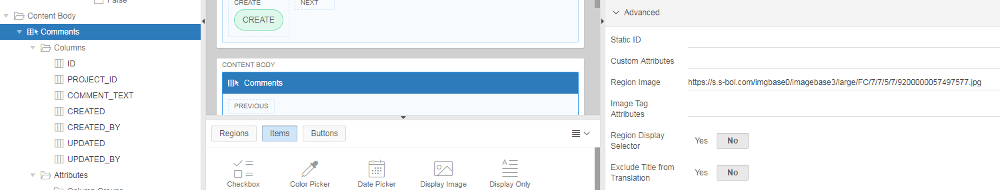 False
Content Body
Comments
Columns
ID
PROJECT_ID
COMMENT_TEXT
CREATED
CREATED_BY
UPDATED
UPDATED_BY
Attributes
Column Groups
CREATE
NEXT
CREATE
CONTENT BODY
Comments
PREVIOUS
Regions
Items
Buttons
Checkbox
Color Picker
Date Picker
Display Image
Display Only
Advanced
Static ID
Custom Attributes
Region Image
https://s.s-bol.com/imgbase0/imagebase3/large/FC/7/7/5/7/9200000057497577.jpg
Image Tag
Attributes
Region Display
Selector
Yes
No
Exclude Title from
Translation
Yes
No